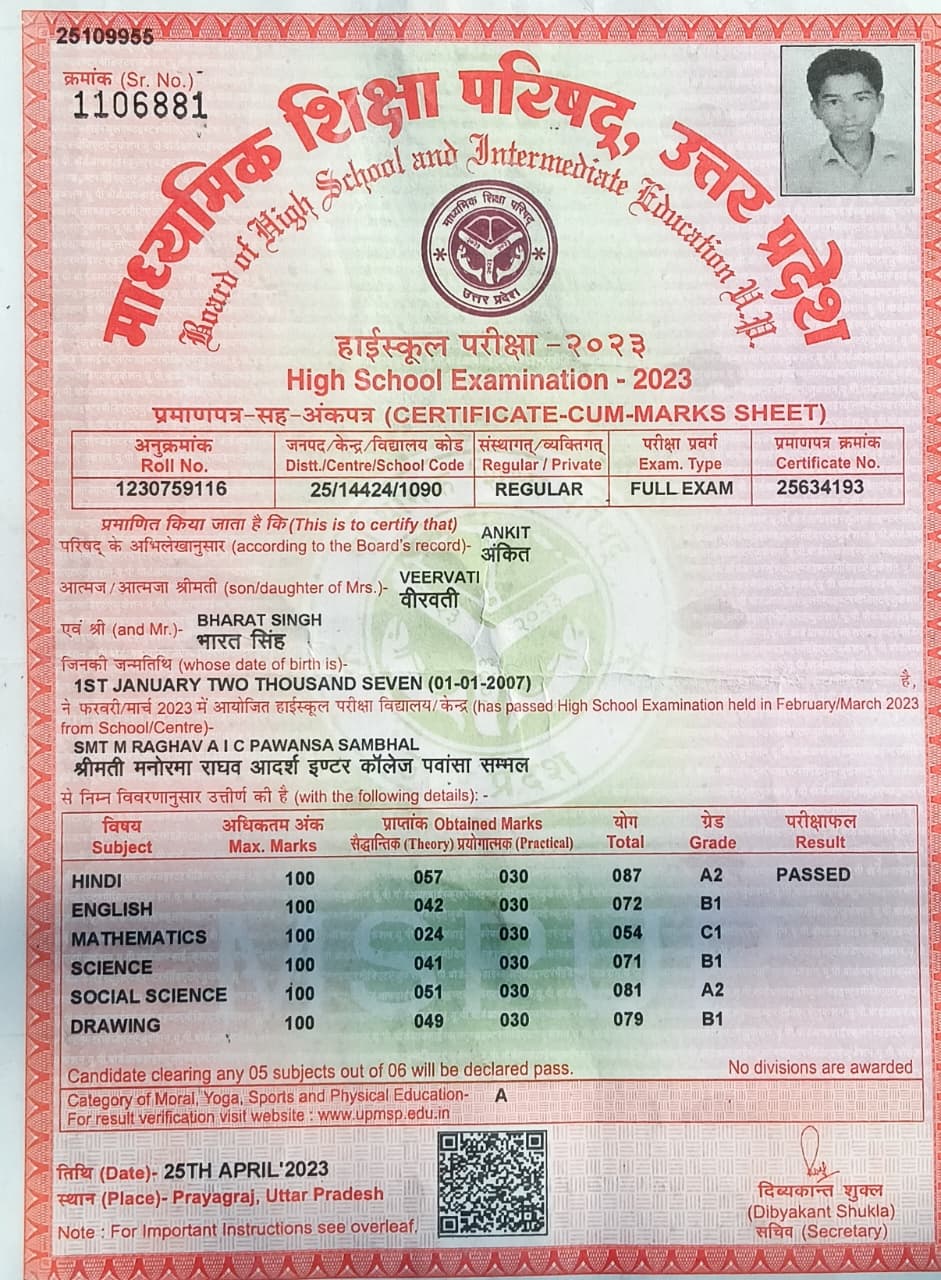 25109955
क्रमांक (Sr. No.)
1106881
माध्यमिक शिक्षा परिषद्, उत्तर प्रदेश
Board of High School and Intermediate Education U.P.
माध्यमिक शिक्षा परिषद्
उत्तर प्रदेश
हाईस्कूल परीक्षा -२०२३
High School Examination - 2023
प्रमाणपत्र-सह-अंकपत्र (CERTIFICATE-CUM-MARKS SHEET)
अनुक्रमांक जनपद/केन्द्र/विद्यालय कोड संस्थागत्/व्यक्तिगत् परीक्षा प्रवर्ग प्रमाणपत्र क्रमांक
Roll No. Distt./Centre/School Code Regular / Private Exam. Type Certificate No.
1230759116 25/14424/1090 REGULAR FULL EXAM 25634193
प्रमाणित किया जाता है कि (This is to certify that) ANKIT
परिषद् के अभिलेखानुसार (according to the Board's record)- अंकित
आत्मज/आत्मजा श्रीमती (son/daughter of Mrs.)- VEERVATI
वीरवती
एवं श्री (and Mr.)- BHARAT SINGH
भारत सिंह
जिनकी जन्मतिथि (whose date of birth is)-
1ST JANUARY TWO THOUSAND SEVEN (01-01-2007) है,
ने फरवरी/मार्च 2023 में आयोजित हाईस्कूल परीक्षा विद्यालय/केन्द्र (has passed High School Examination held in February/March 2023
from School/Centre)-
SMT M RAGHAV A I C PAWANSA SAMBHAL
श्रीमती मनोरमा राघव आदर्श इण्टर कॉलेज पवांसा सम्मल
से निम्न विवरणानुसार उत्तीर्ण की है (with the following details): -
विषय अधिकतम अंक प्राप्तांक Obtained Marks योग ग्रेड परीक्षाफल
Subject Max. Marks सैद्धान्तिक (Theory) प्रयोगात्मक (Practical) Total Grade Result
HINDI 100 057 030 087 A2 PASSED
ENGLISH 100 042 030 072 B1
MATHEMATICS 100 024 030 054 C1
SCIENCE 100 041 030 071 B1
SOCIAL SCIENCE 100 051 030 081 A2
DRAWING 100 049 030 079 B1
Candidate clearing any 05 subjects out of 06 will be declared pass. No divisions are awarded
Category of Moral, Yoga, Sports and Physical Education- A
For result verification visit website : www.upmsp.edu.in
तिथि (Date)- 25TH APRIL'2023
स्थान (Place)- Prayagraj, Uttar Pradesh
Note : For Important Instructions see overleaf.
दिब्यकान्त शुक्ल
(Dibyakant Shukla)
सचिव (Secretary)